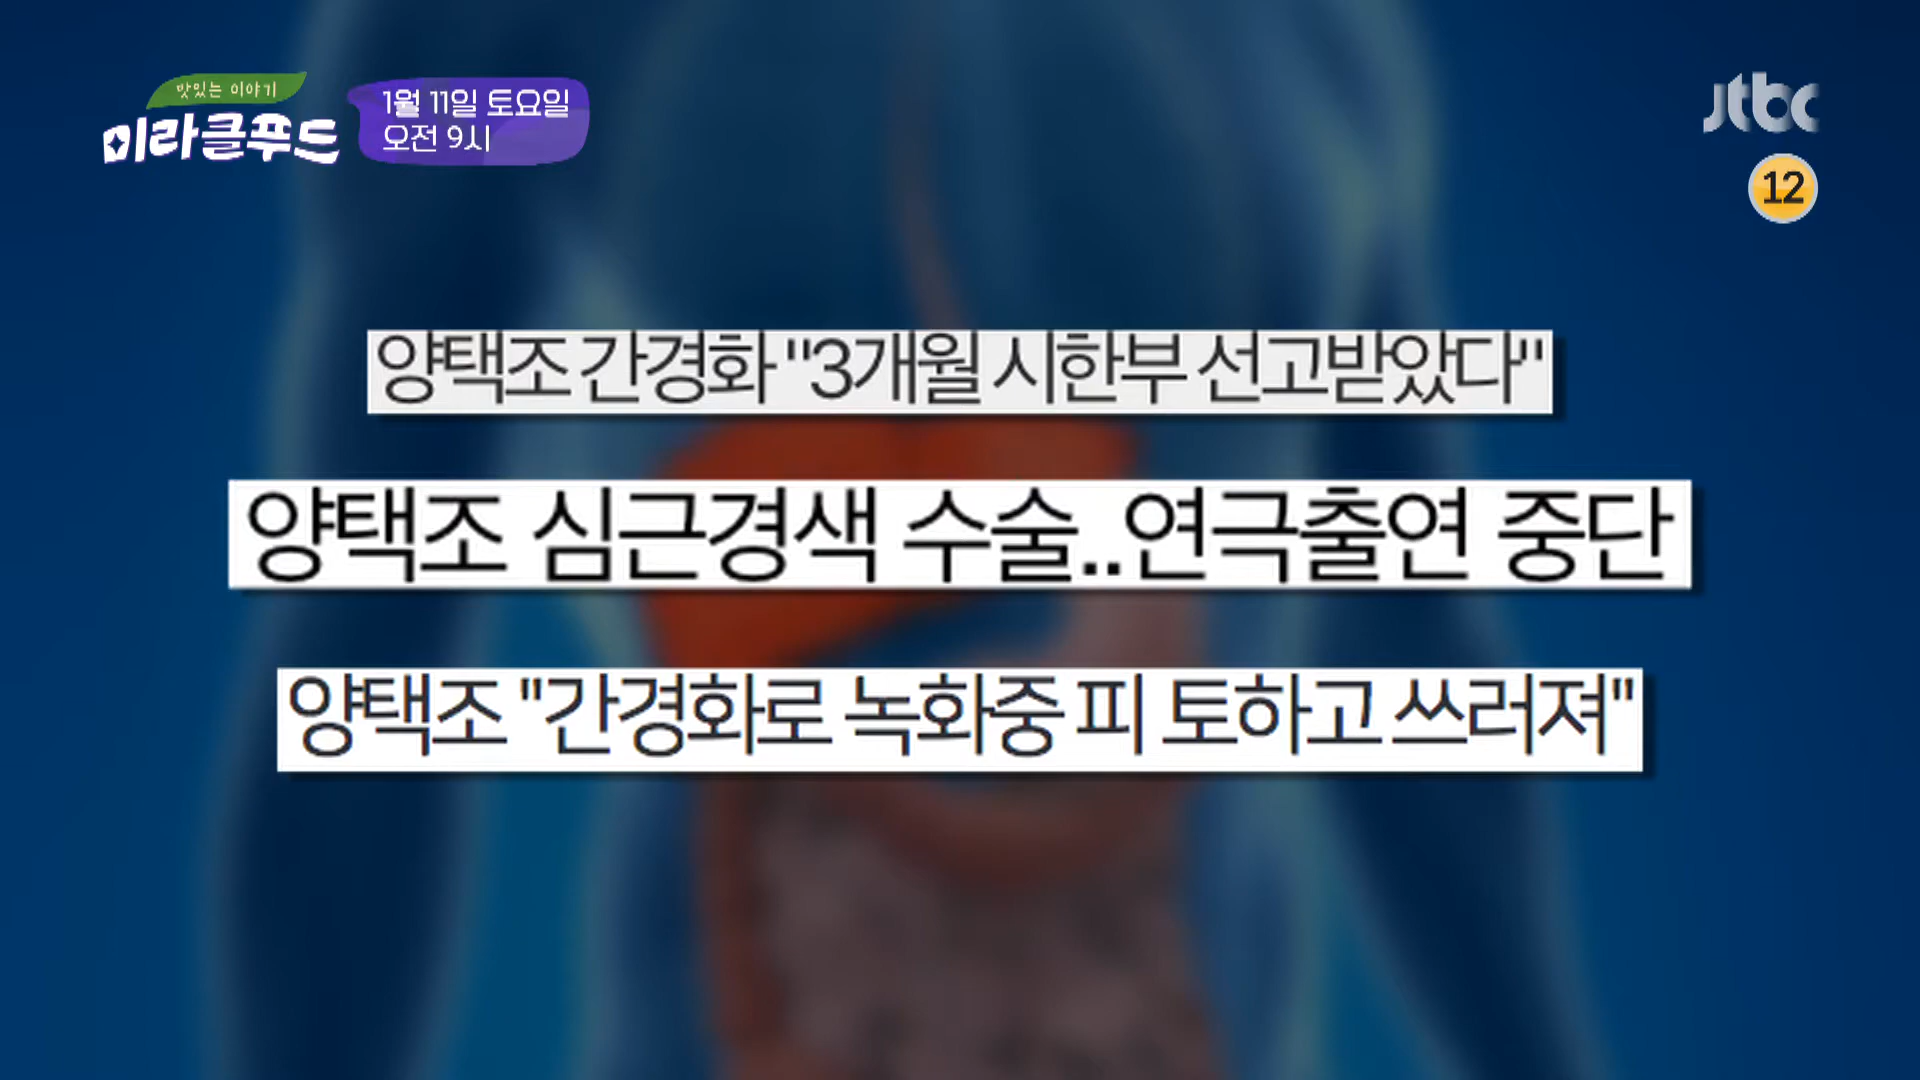 맛있는 이야기
미라클푸드
1월 11일 토요일
오전 9시
jtbc
12
양택조 간경화 "3개월 시한부 선고받았다"
양택조 심근경색 수술..연극출연 중단
양택조 "간경화로 녹화중 피 토하고 쓰러져"